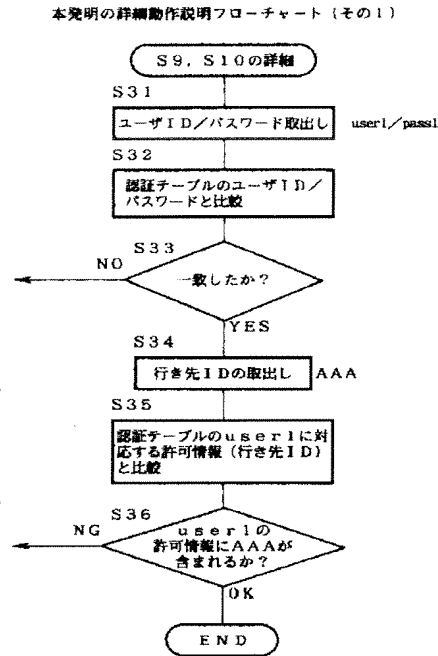 本発明の詳細動作説明フローチャート（その1）
S9，S10の詳細
S31
ユーザID／パスワード取出し
user1／pass1
S32
認証テーブルのユーザID／
パスワードと比較
S33
NO
一致したか？
YES
S34
行き先IDの取出し
AAA
S35
認証テーブルのuser1に対
応する許可情報（行き先ID）
と比較
S36
NG
user1の
許可情報にAAAが
含まれるか？
OK
END